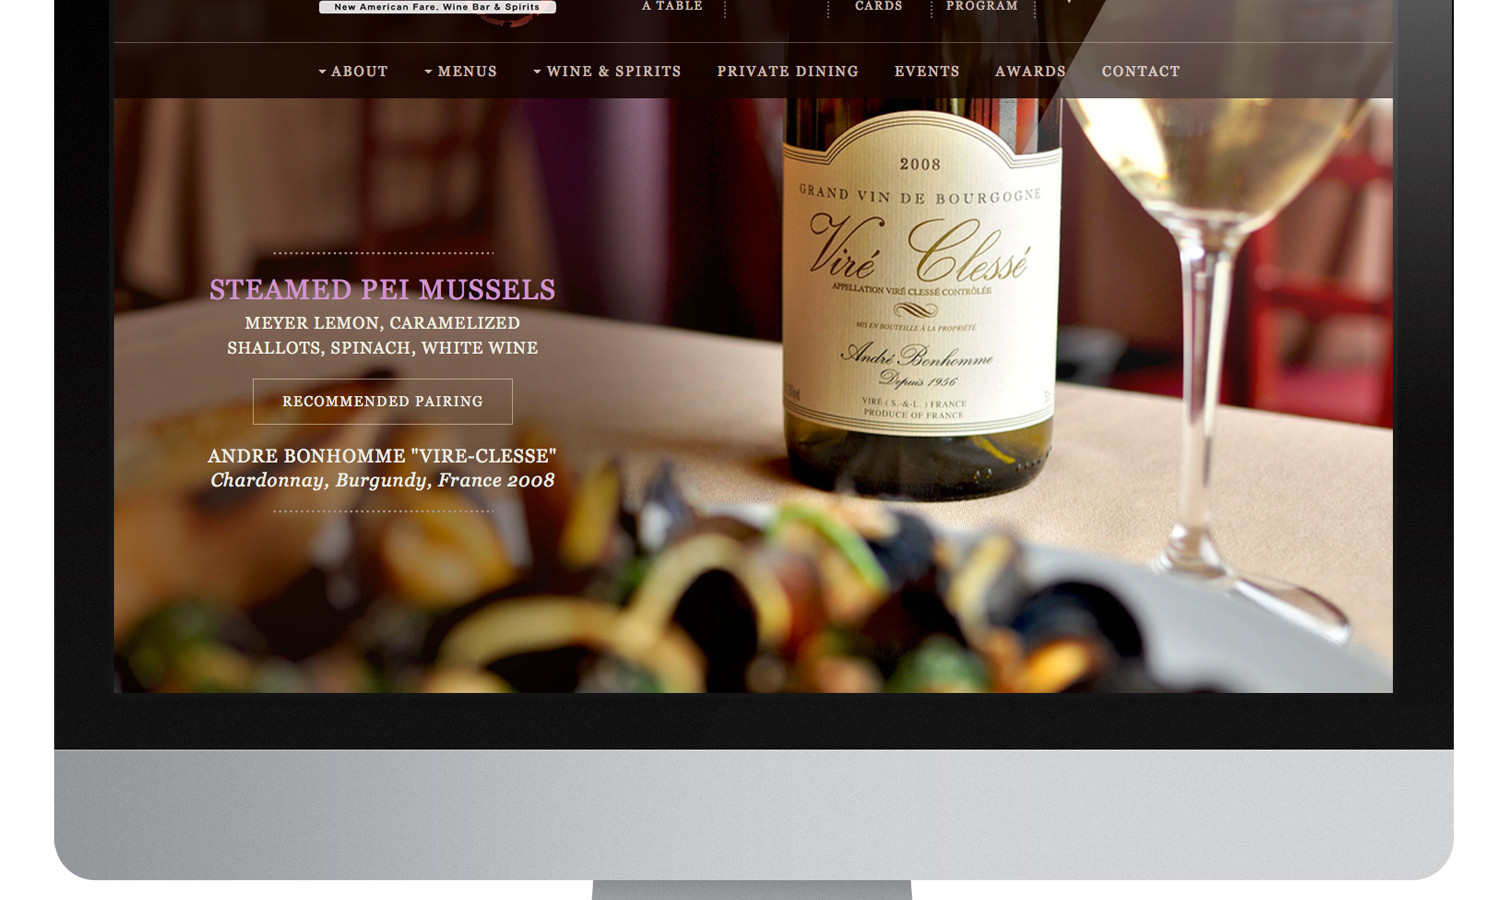 New American Fare, Wine Bar & Spirits
A TABLE
CARDS
PROGRAM
ABOUT
MENUS
WINE & SPIRITS
PRIVATE DINING
EVENTS
AWARDS
CONTACT
STEAMED PEI MUSSELS
MEYER LEMON, CARAMELIZED
SHALLOTS, SPINACH, WHITE WINE
RECOMMENDED PAIRING
ANDRE BONHOMME "VIRE-CLESSE"
Chardonnay, Burgundy, France 2008
2008
GRAND VIN DE BOURGOGNE
Viré Clessé
APPELLATION VIRÉ CLESSÉ CONTRÔLÉE
MIS EN BOUTEILLE À LA PROPRIÉTÉ
André Bonhomme
Depuis 1956
VIRÉ ( S.-&-L. ) FRANCE
PRODUCE OF FRANCE